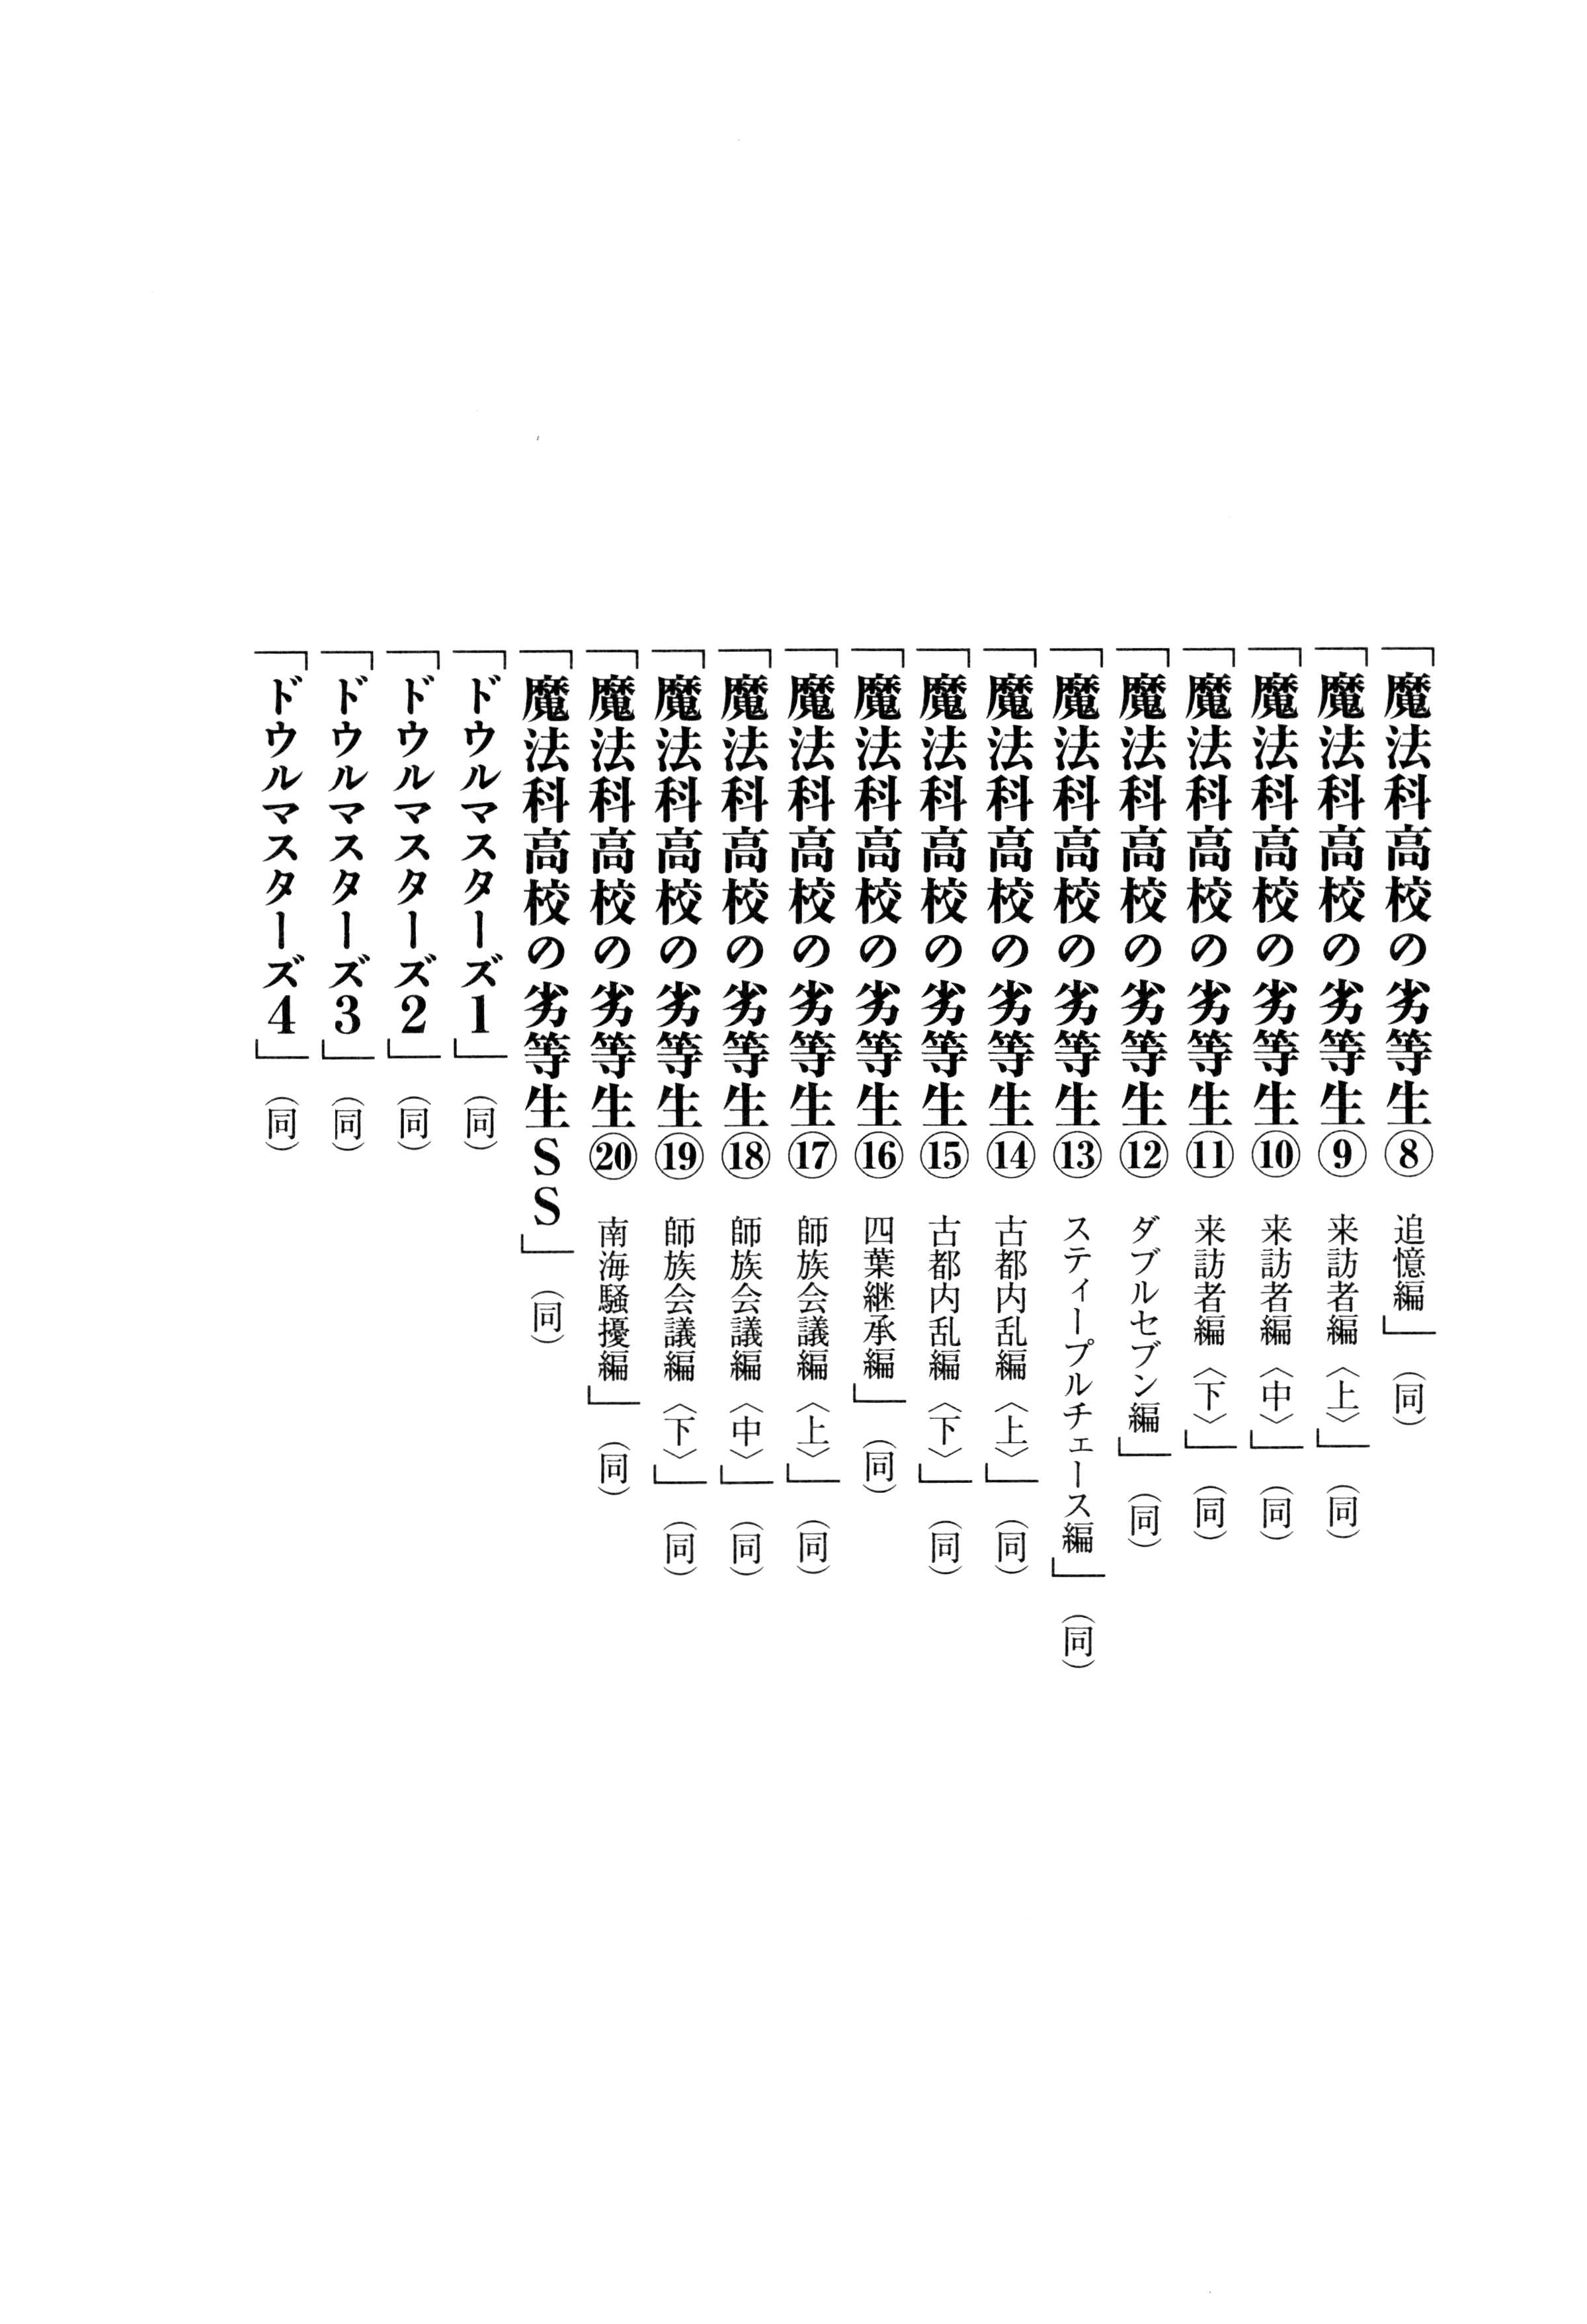 「魔法科高校の劣等生⑧ 追憶編」（同）
「魔法科高校の劣等生⑨ 来訪者編〈上〉」（同）
「魔法科高校の劣等生⑩ 来訪者編〈中〉」（同）
「魔法科高校の劣等生⑪ 来訪者編〈下〉」（同）
「魔法科高校の劣等生⑫ ダブルセブン編」（同）
「魔法科高校の劣等生⑬ スティープルチェース編」（同）
「魔法科高校の劣等生⑭ 古都内乱編〈上〉」（同）
「魔法科高校の劣等生⑮ 古都内乱編〈下〉」（同）
「魔法科高校の劣等生⑯ 四葉継承編」（同）
「魔法科高校の劣等生⑰ 師族会議編〈上〉」（同）
「魔法科高校の劣等生⑱ 師族会議編〈中〉」（同）
「魔法科高校の劣等生⑲ 師族会議編〈下〉」（同）
「魔法科高校の劣等生⑳ 南海騒擾編」（同）
「魔法科高校の劣等生ＳＳ」（同）
「ドウルマスターズ1」（同）
「ドウルマスターズ2」（同）
「ドウルマスターズ3」（同）
「ドウルマスターズ4」（同）